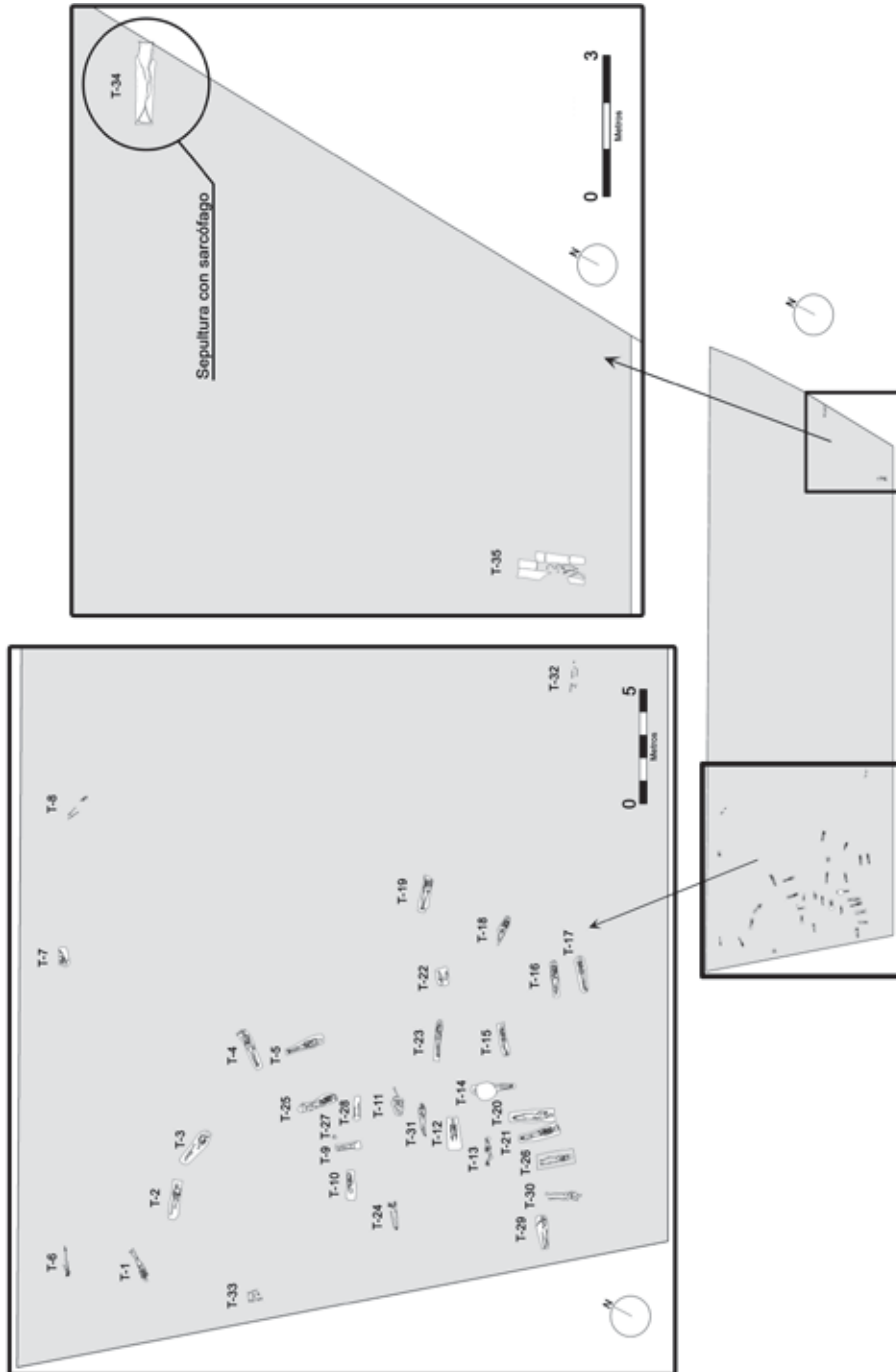 T-34
Sepultura con sarcófago
N
0
3
Metros
T-35
N
T-8
T-7
T-4
T-5
T-3
T-2
T-6
T-1
T-33
T-25
T-27
T-28
T-9
T-10
T-24
T-11
T-31
T-12
T-13
T-14
T-20
T-21
T-26
T-30
T-29
T-23
T-22
T-15
T-19
T-18
T-16
T-17
T-32
0
5
Metros
N